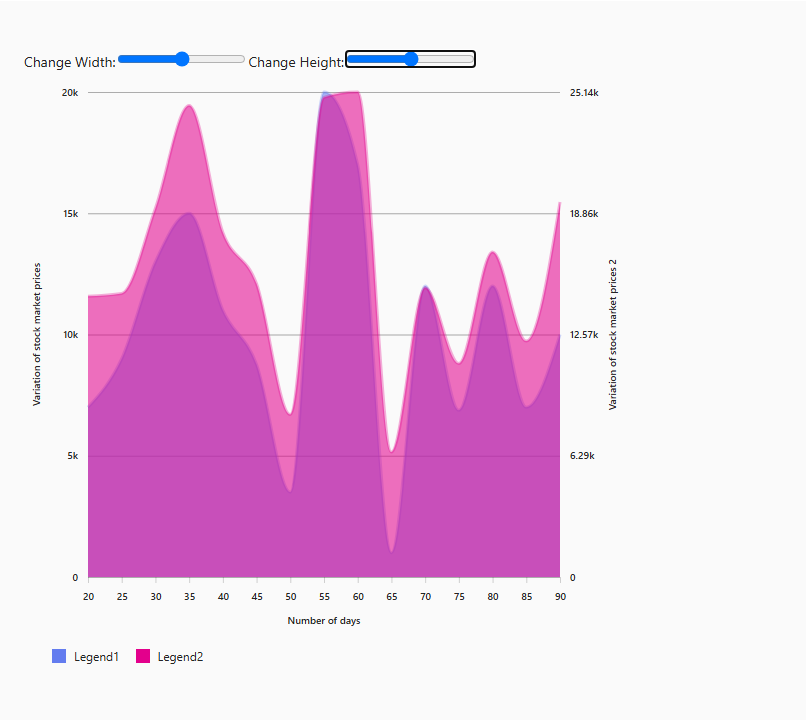 Change Width: Change Height:
20k 25.14k
15k 18.86k
Variation of stock market prices
Variation of stock market prices 2
10k 12.57k
5k 6.29k
0 0
20 25 30 35 40 45 50 55 60 65 70 75 80 85 90
Number of days
Legend1 Legend2